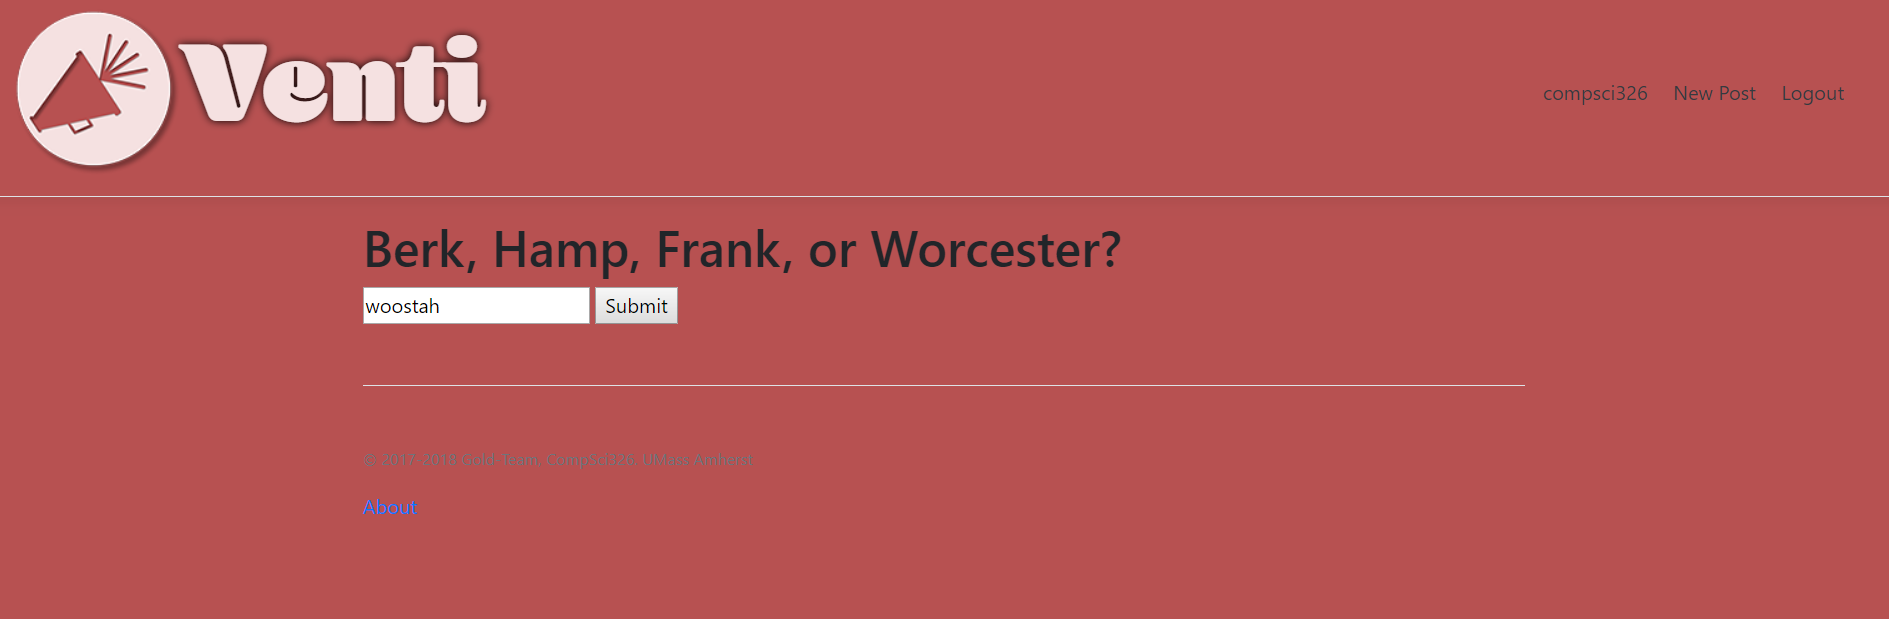 Venti
compsci326 New Post Logout
Berk, Hamp, Frank, or Worcester?
woostah Submit
© 2017-2018 Gold-Team, CompSci326, UMass Amherst
About